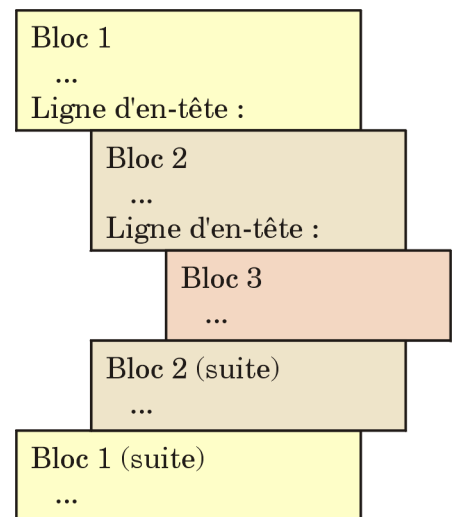 Bloc 1
...
Ligne d'en-tête :
Bloc 2
...
Ligne d'en-tête :
Bloc 3
...
Bloc 2 (suite)
...
Bloc 1 (suite)
...